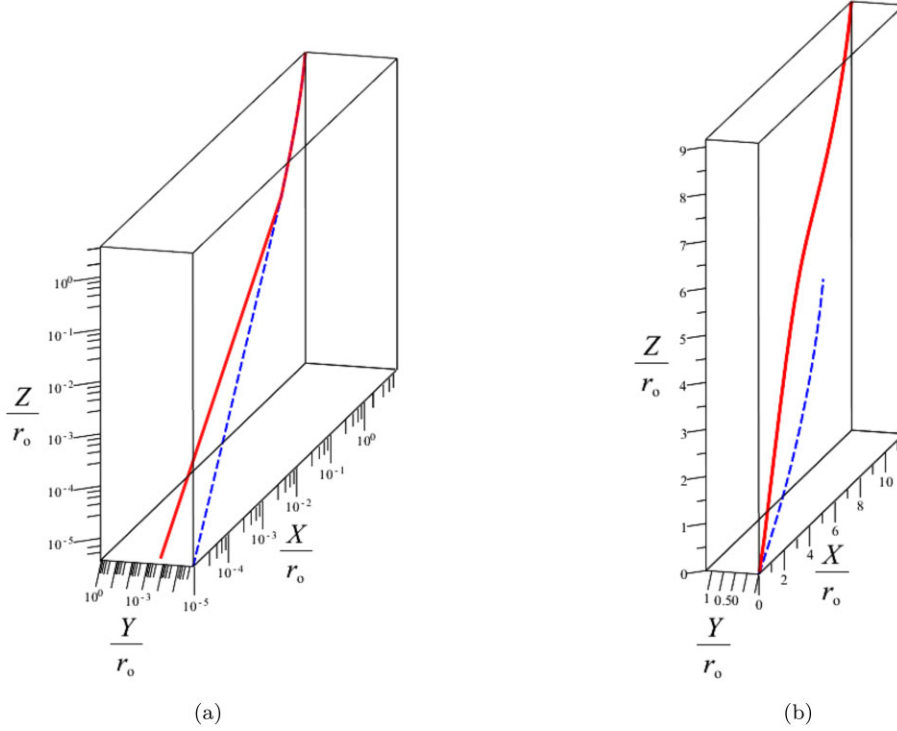 10⁰
10⁻¹
10⁻²
10⁻³
10⁻⁴
10⁻⁵
Z
r₀
10⁰
10⁻³
10⁻⁵
Y
r₀
10⁻⁴
10⁻³
10⁻²
10⁻¹
10⁰
X
r₀
(a)
9
8
7
6
5
4
3
2
1
0
Z
r₀
1 0.50
0
Y
r₀
2
4
6
8
10
X
r₀
(b)